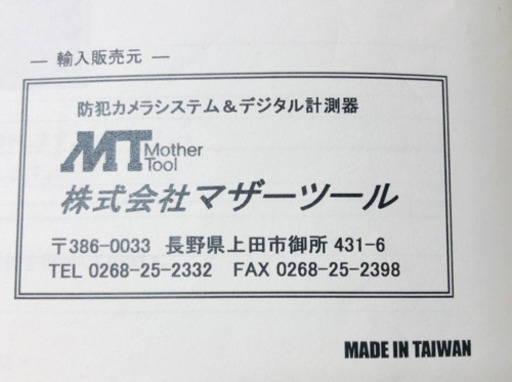 — 輸入販売元 —
防犯カメラシステム＆デジタル計測器
MT Mother
Tool
株式会社マザーツール
〒386-0033 長野県上田市御所 431-6
TEL 0268-25-2332 FAX 0268-25-2398
MADE IN TAIWAN